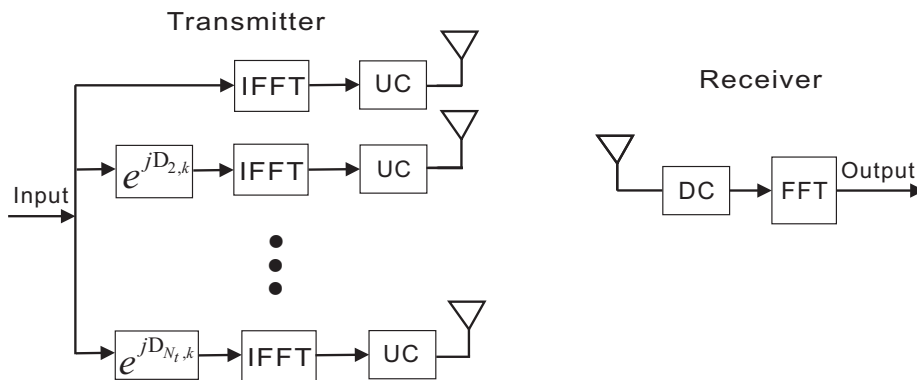 Transmitter
IFFT UC
Receiver
e^{jD_{2,k}} IFFT UC
Input
DC FFT Output
e^{jD_{N_t,k}} IFFT UC